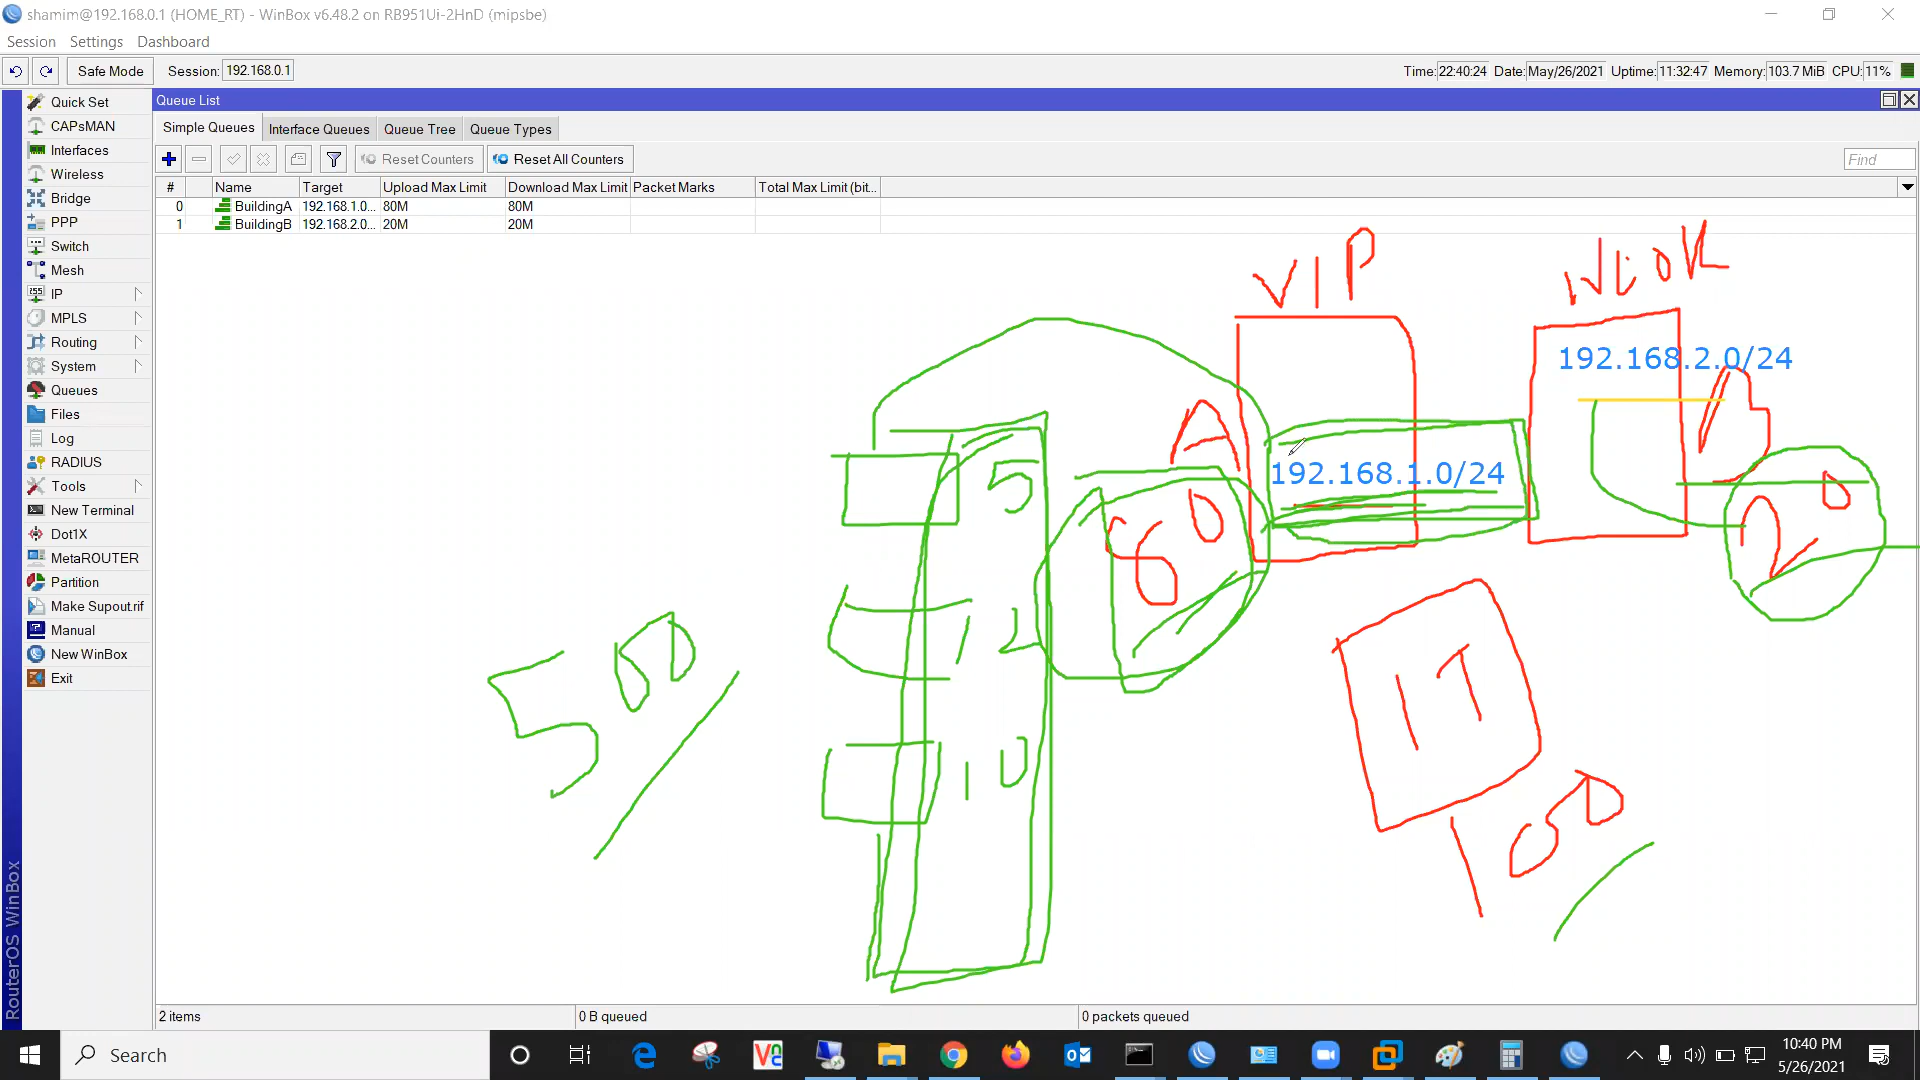 shamim@192.168.0.1 (HOME_RT) - WinBox v6.48.2 on RB951Ui-2HnD (mipsbe)
Session Settings Dashboard
Safe Mode Session: 192.168.0.1 Time: 22:40:24 Date: May/26/2021 Uptime: 11:32:47 Memory: 103.7 MiB CPU: 11%
Queue List
Simple Queues Interface Queues Queue Tree Queue Types
Reset Counters Reset All Counters Find
# Name Target Upload Max Limit Download Max Limit Packet Marks Total Max Limit (bit...
0 BuildingA 192.168.1.0... 80M 80M
1 BuildingB 192.168.2.0... 20M 20M
Quick Set
CAPsMAN
Interfaces
Wireless
Bridge
PPP
Switch
Mesh
IP
MPLS
Routing
System
Queues
Files
Log
RADIUS
Tools
New Terminal
Dot1X
MetaROUTER
Partition
Make Supout.rif
Manual
New WinBox
Exit
RouterOS WinBox
VIP
192.168.2.0/24
A
192.168.1.0/24
5
80
20
12
10
500
IT
2 items 0 B queued 0 packets queued
Search
10:40 PM
5/26/2021